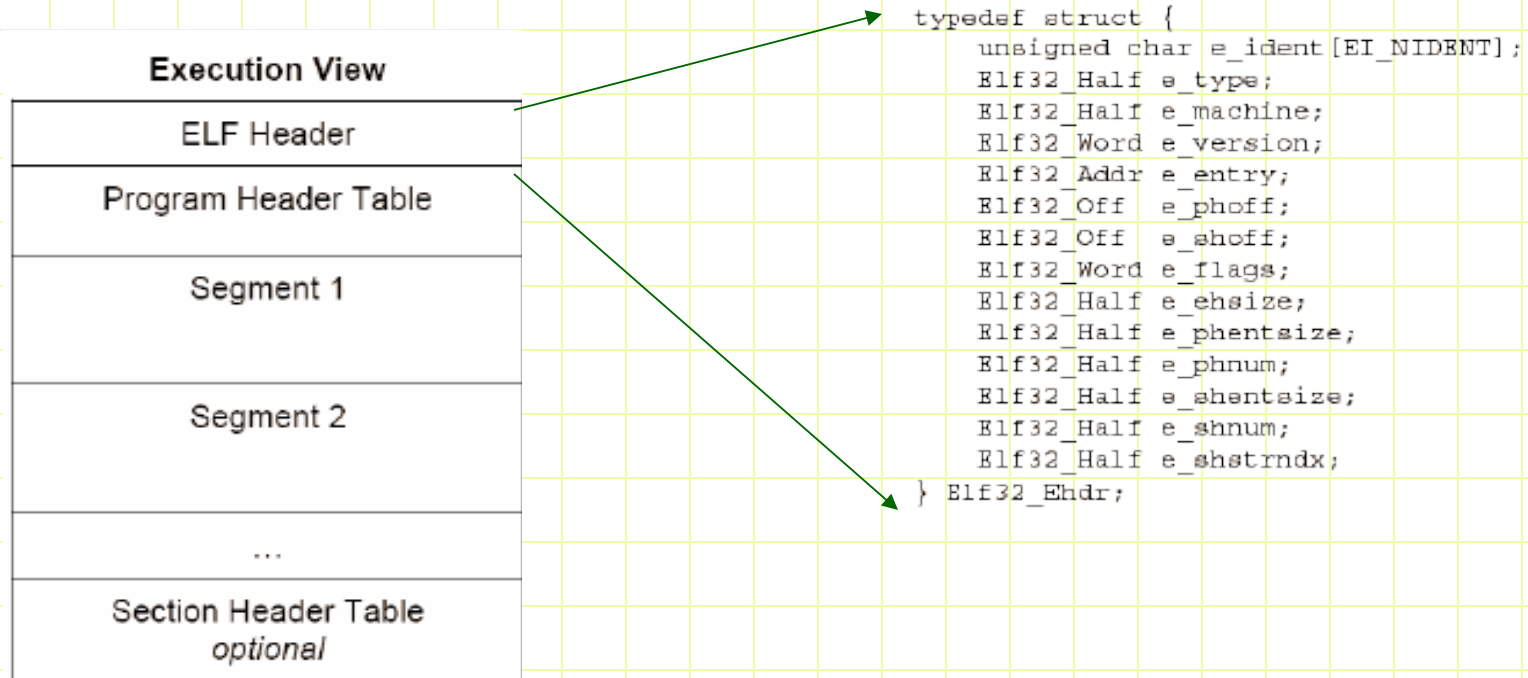 Execution View
ELF Header
Program Header Table
Segment 1
Segment 2
...
Section Header Table
optional
typedef struct {
    unsigned char e_ident[EI_NIDENT];
    Elf32_Half e_type;
    Elf32_Half e_machine;
    Elf32_Word e_version;
    Elf32_Addr e_entry;
    Elf32_Off  e_phoff;
    Elf32_Off  e_shoff;
    Elf32_Word e_flags;
    Elf32_Half e_ehsize;
    Elf32_Half e_phentsize;
    Elf32_Half e_phnum;
    Elf32_Half e_shentsize;
    Elf32_Half e_shnum;
    Elf32_Half e_shstrndx;
} Elf32_Ehdr;